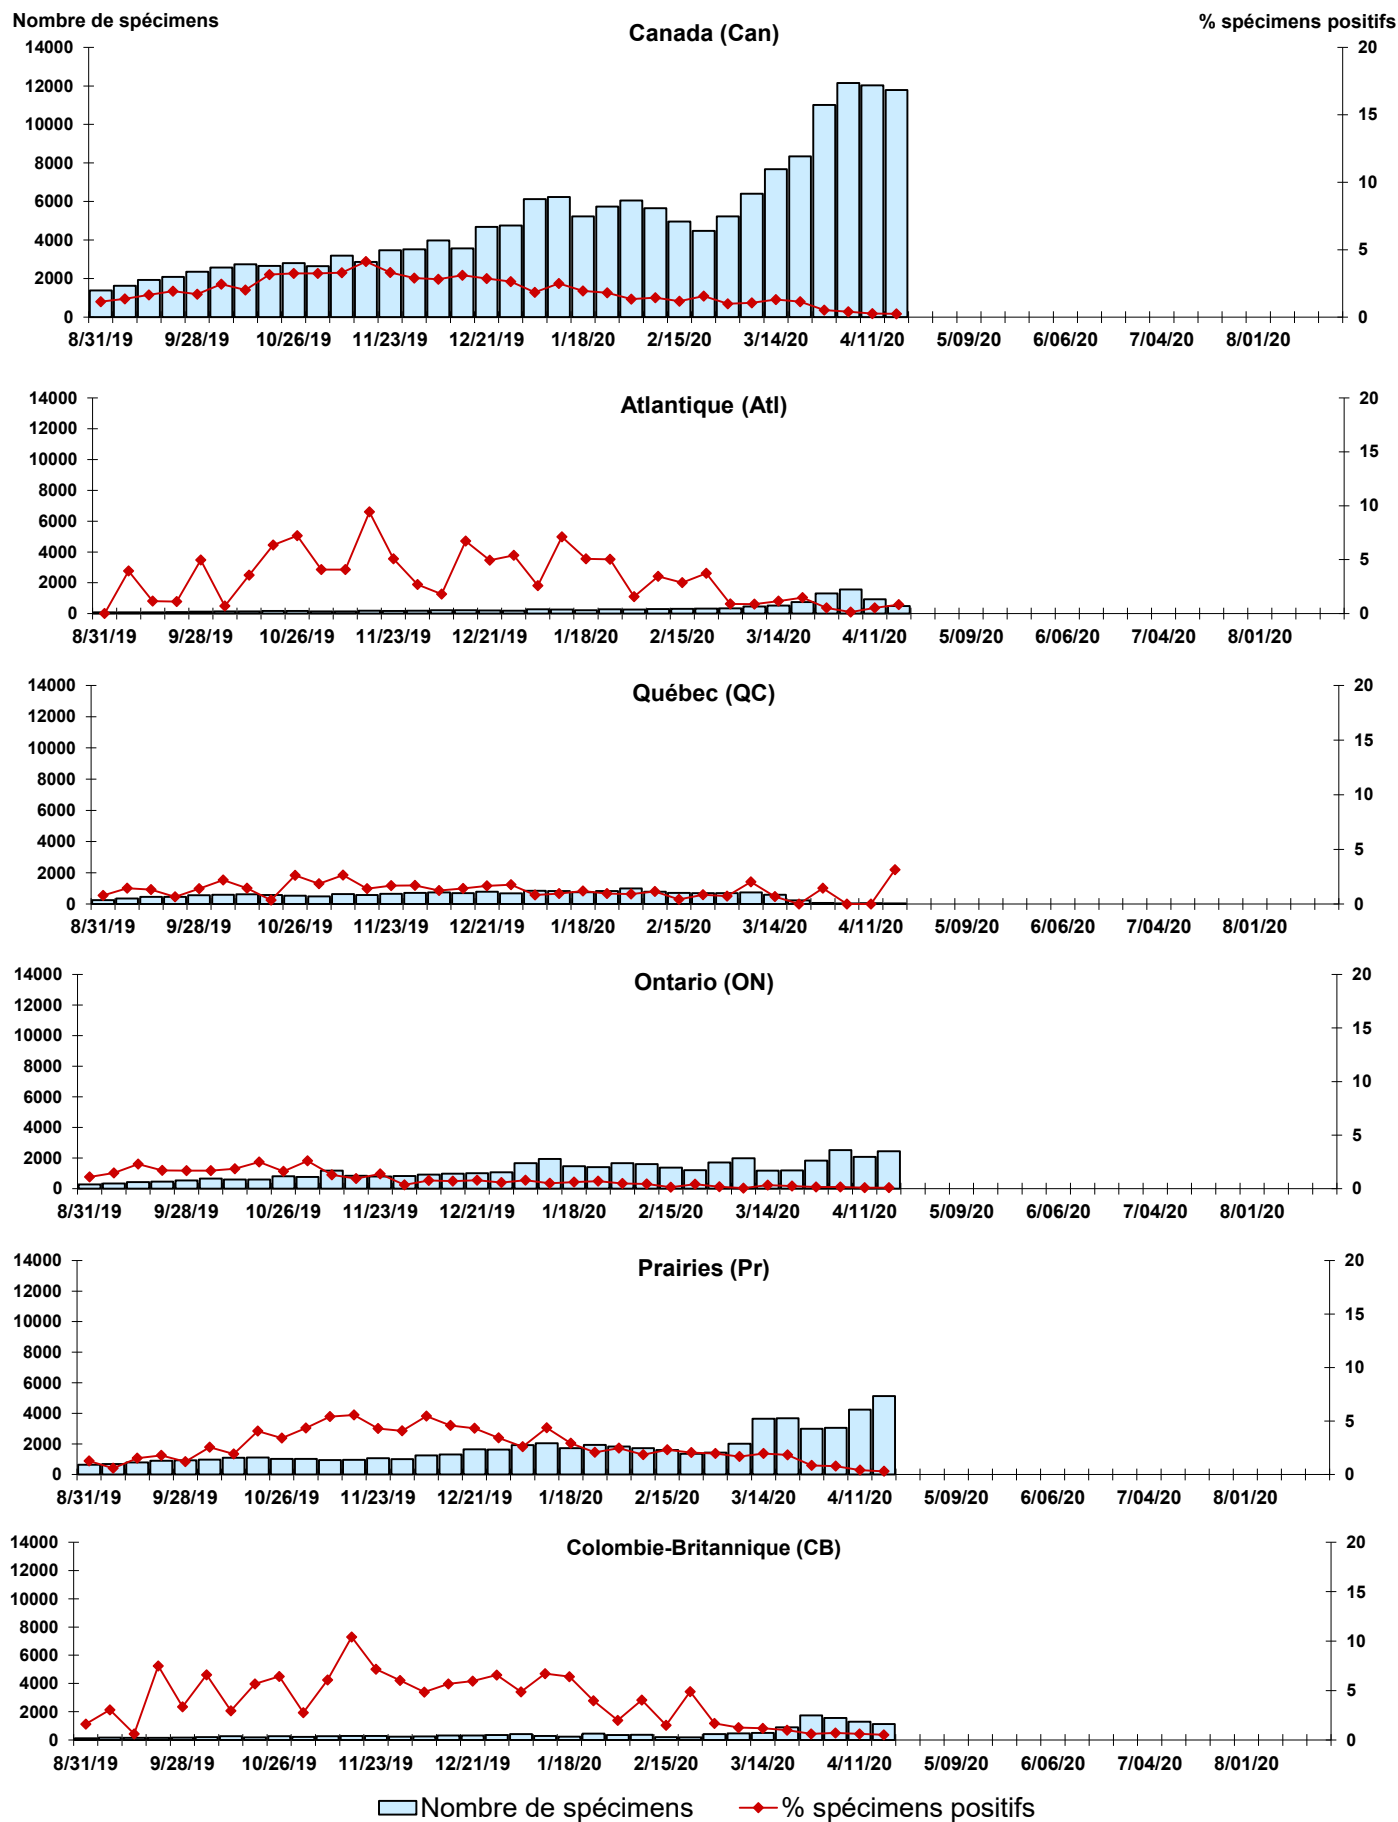 Nombre de spécimens
% spécimens positifs
Canada (Can)
14000 12000 10000 8000 6000 4000 2000 0
20 15 10 5 0
8/31/19 9/28/19 10/26/19 11/23/19 12/21/19 1/18/20 2/15/20 3/14/20 4/11/20 5/09/20 6/06/20 7/04/20 8/01/20
Atlantique (Atl)
14000 12000 10000 8000 6000 4000 2000 0
20 15 10 5 0
8/31/19 9/28/19 10/26/19 11/23/19 12/21/19 1/18/20 2/15/20 3/14/20 4/11/20 5/09/20 6/06/20 7/04/20 8/01/20
Québec (QC)
14000 12000 10000 8000 6000 4000 2000 0
20 15 10 5 0
8/31/19 9/28/19 10/26/19 11/23/19 12/21/19 1/18/20 2/15/20 3/14/20 4/11/20 5/09/20 6/06/20 7/04/20 8/01/20
Ontario (ON)
14000 12000 10000 8000 6000 4000 2000 0
20 15 10 5 0
8/31/19 9/28/19 10/26/19 11/23/19 12/21/19 1/18/20 2/15/20 3/14/20 4/11/20 5/09/20 6/06/20 7/04/20 8/01/20
Prairies (Pr)
14000 12000 10000 8000 6000 4000 2000 0
20 15 10 5 0
8/31/19 9/28/19 10/26/19 11/23/19 12/21/19 1/18/20 2/15/20 3/14/20 4/11/20 5/09/20 6/06/20 7/04/20 8/01/20
Colombie-Britannique (CB)
14000 12000 10000 8000 6000 4000 2000 0
20 15 10 5 0
8/31/19 9/28/19 10/26/19 11/23/19 12/21/19 1/18/20 2/15/20 3/14/20 4/11/20 5/09/20 6/06/20 7/04/20 8/01/20
Nombre de spécimens % spécimens positifs